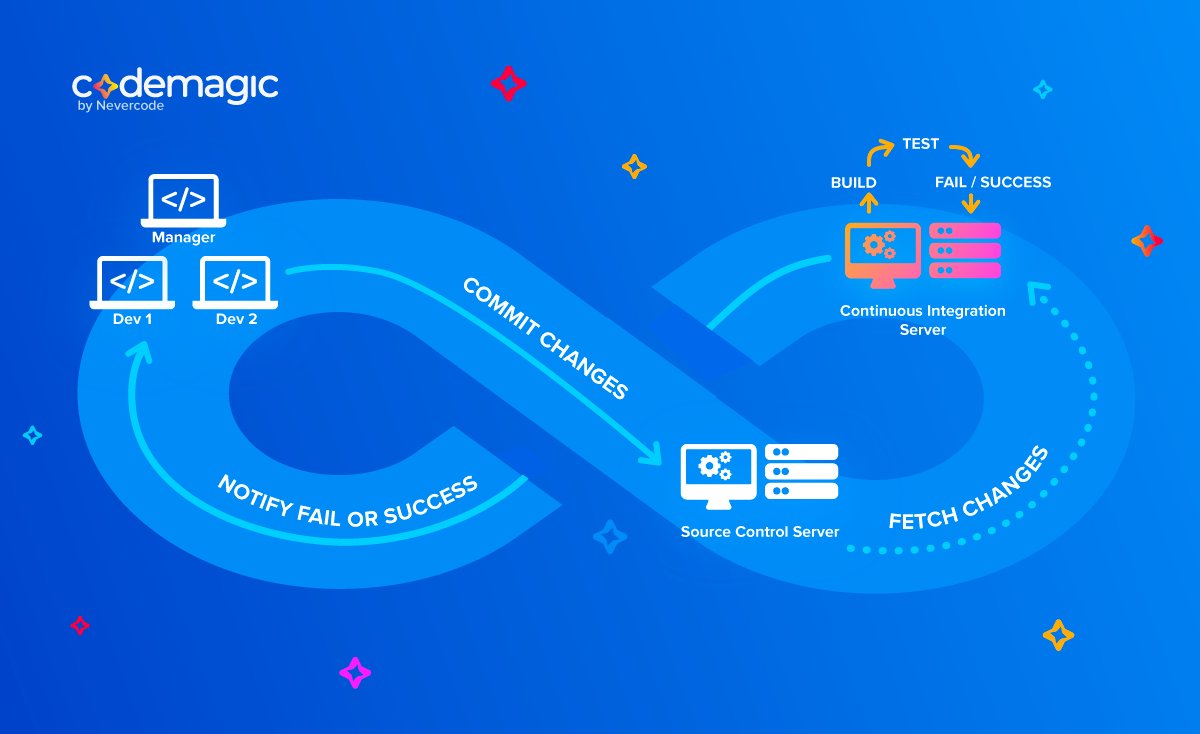 codemagic
by Nevercode
TEST
BUILD
FAIL / SUCCESS
</>
Manager
</>
</>
Dev 1
Dev 2
COMMIT CHANGES
Continuous Integration
Server
NOTIFY FAIL OR SUCCESS
Source Control Server
FETCH CHANGES